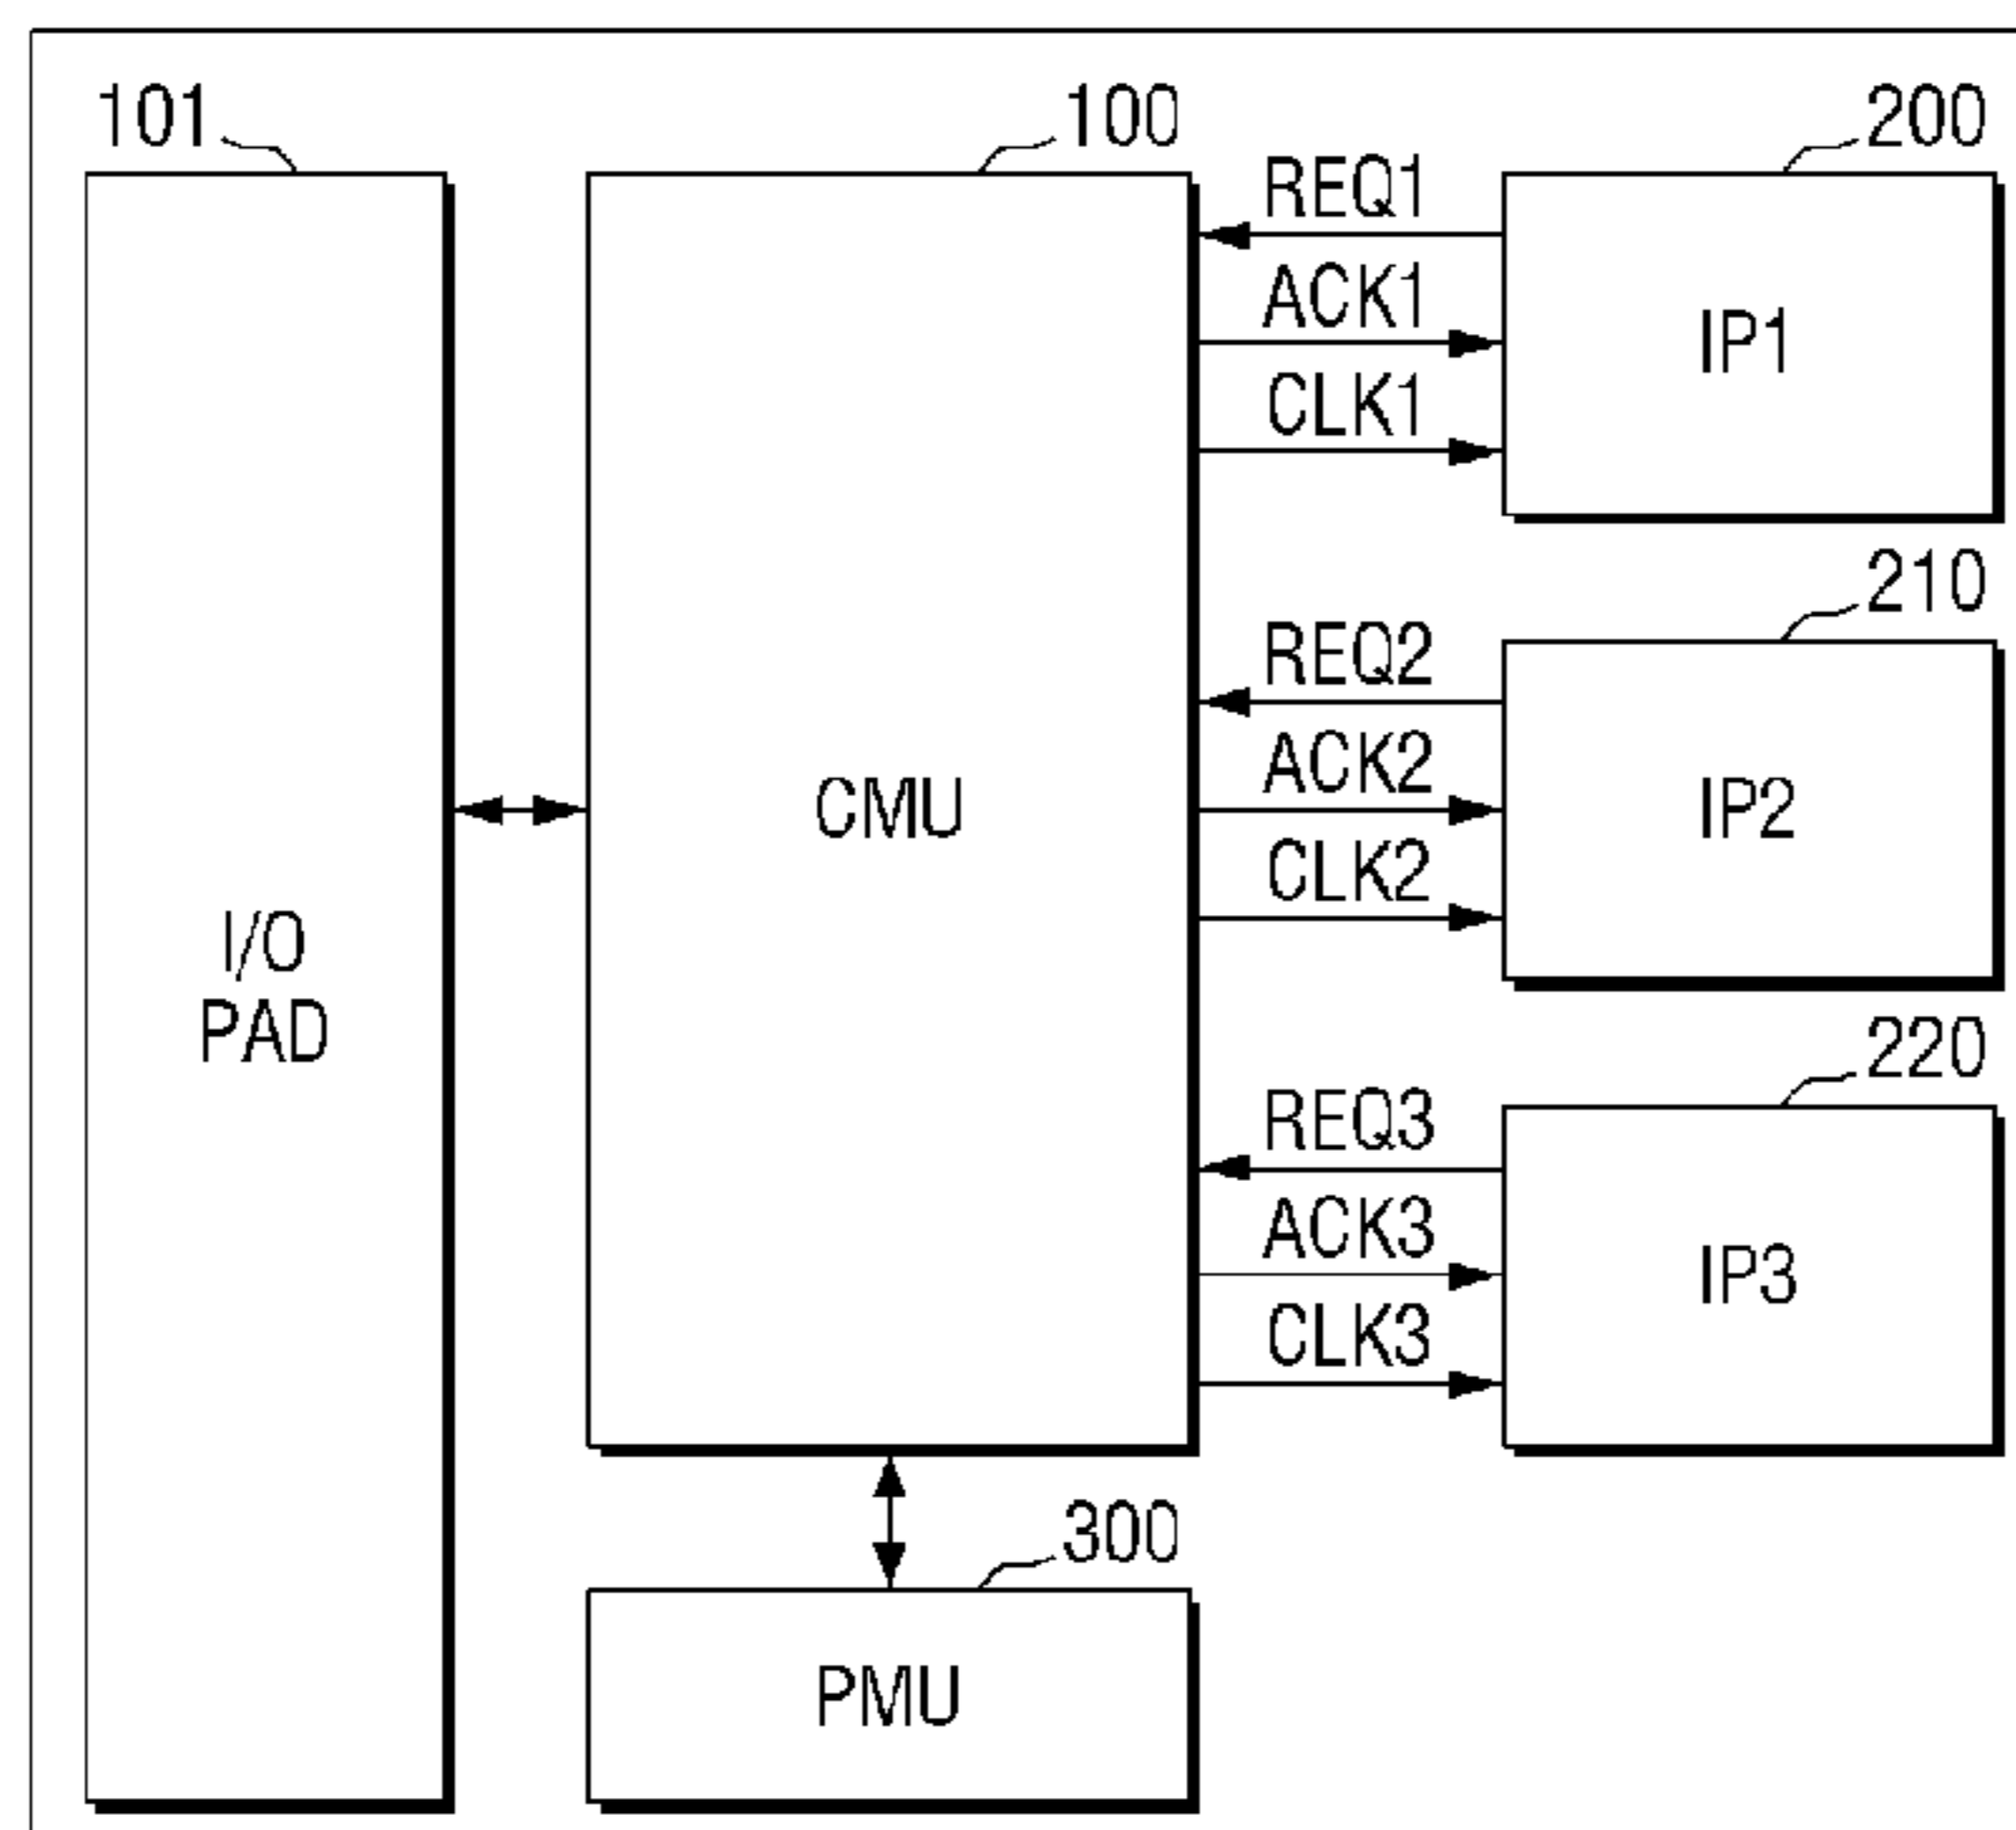 101
100
200
REQ1
ACK1
CLK1
IP1
210
REQ2
ACK2
CLK2
IP2
CMU
I/O
PAD
220
REQ3
ACK3
CLK3
IP3
300
PMU